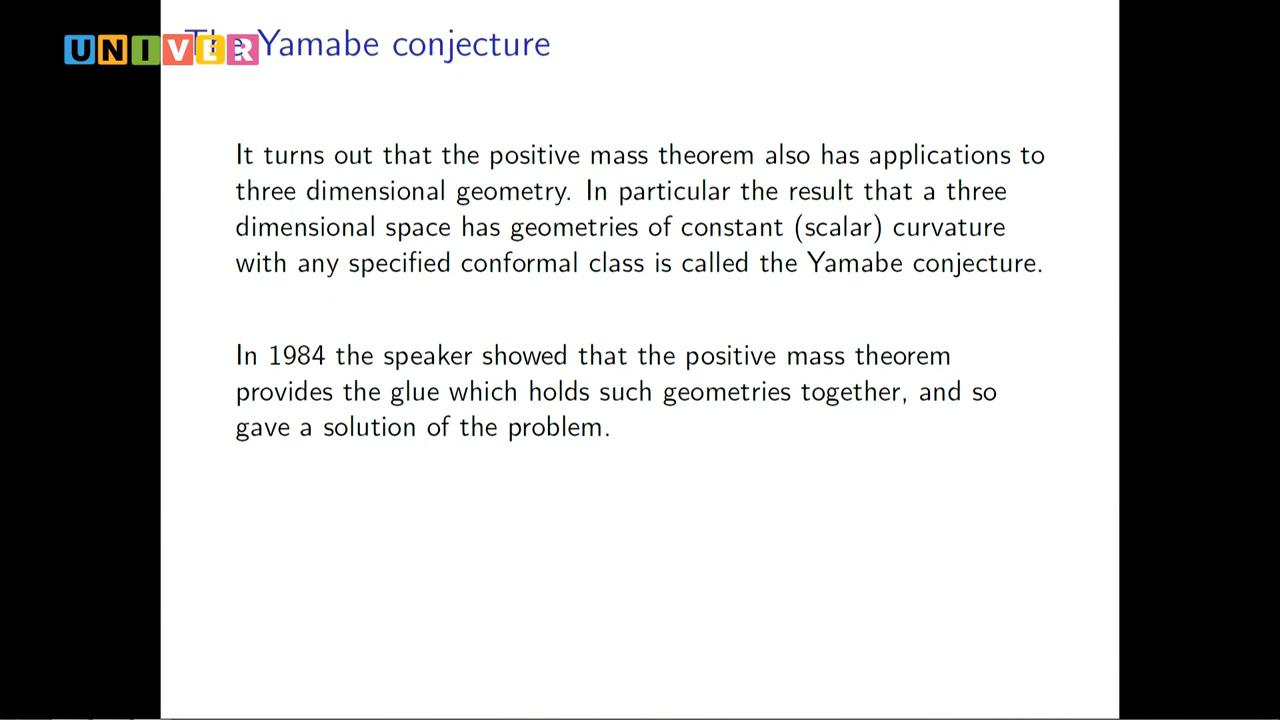 UNIVER
The Yamabe conjecture
It turns out that the positive mass theorem also has applications to
three dimensional geometry. In particular the result that a three
dimensional space has geometries of constant (scalar) curvature
with any specified conformal class is called the Yamabe conjecture.
In 1984 the speaker showed that the positive mass theorem
provides the glue which holds such geometries together, and so
gave a solution of the problem.